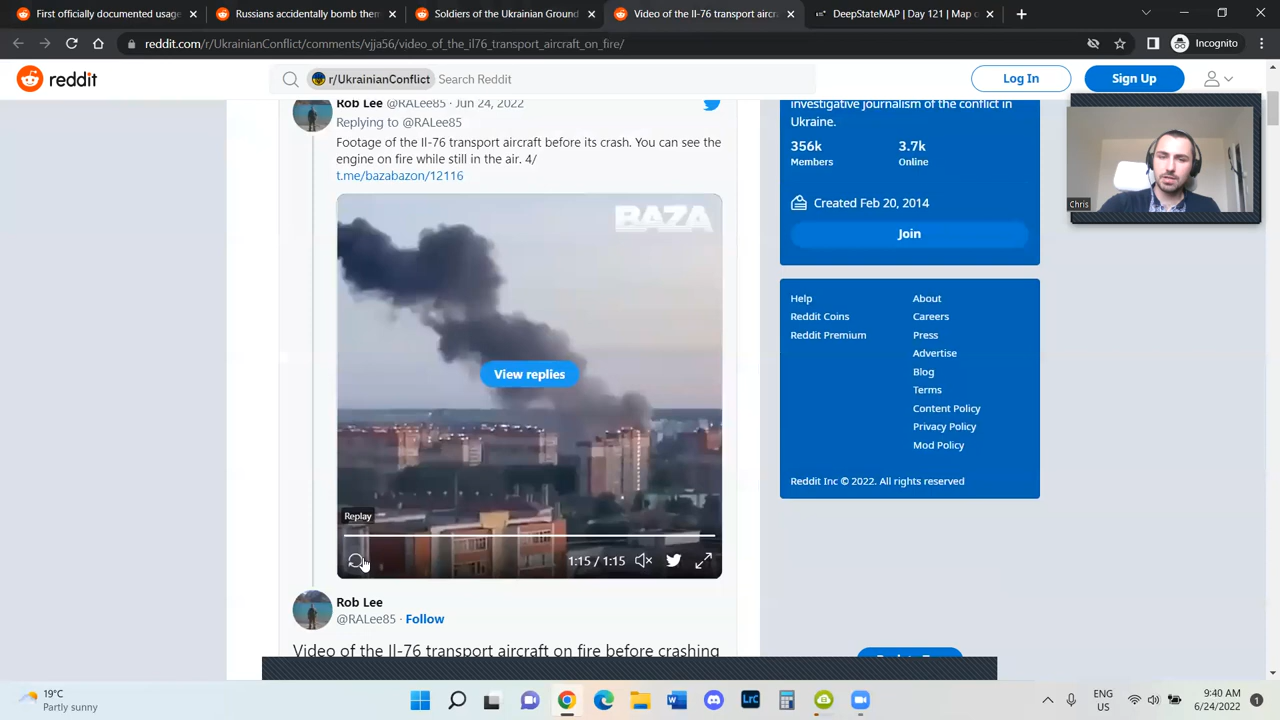 First officially documented usag
Russians accidentally bomb them
Soldiers of the Ukrainian Ground
Video of the Il-76 transport aircra
DeepStateMAP | Day 121 | Map o
reddit.com/r/UkrainianConflict/comments/vjja56/video_of_the_il76_transport_aircraft_on_fire/
Incognito
reddit
r/UkrainianConflict
Search Reddit
Log In
Sign Up
Rob Lee @RALee85 · Jun 24, 2022
Replying to @RALee85
Footage of the Il-76 transport aircraft before its crash. You can see the
engine on fire while still in the air. 4/
t.me/bazabazon/12116
BAZA
View replies
Replay
1:15 / 1:15
Rob Lee
@RALee85 · Follow
Video of the Il-76 transport aircraft on fire before crashing
investigative journalism of the conflict in
Ukraine.
356k
Members
3.7k
Online
Created Feb 20, 2014
Join
Help
Reddit Coins
Reddit Premium
About
Careers
Press
Advertise
Blog
Terms
Content Policy
Privacy Policy
Mod Policy
Reddit Inc © 2022. All rights reserved
Chris
19°C
Partly sunny
W
LrC
ENG
CY
9:40 AM
6/24/2022
1